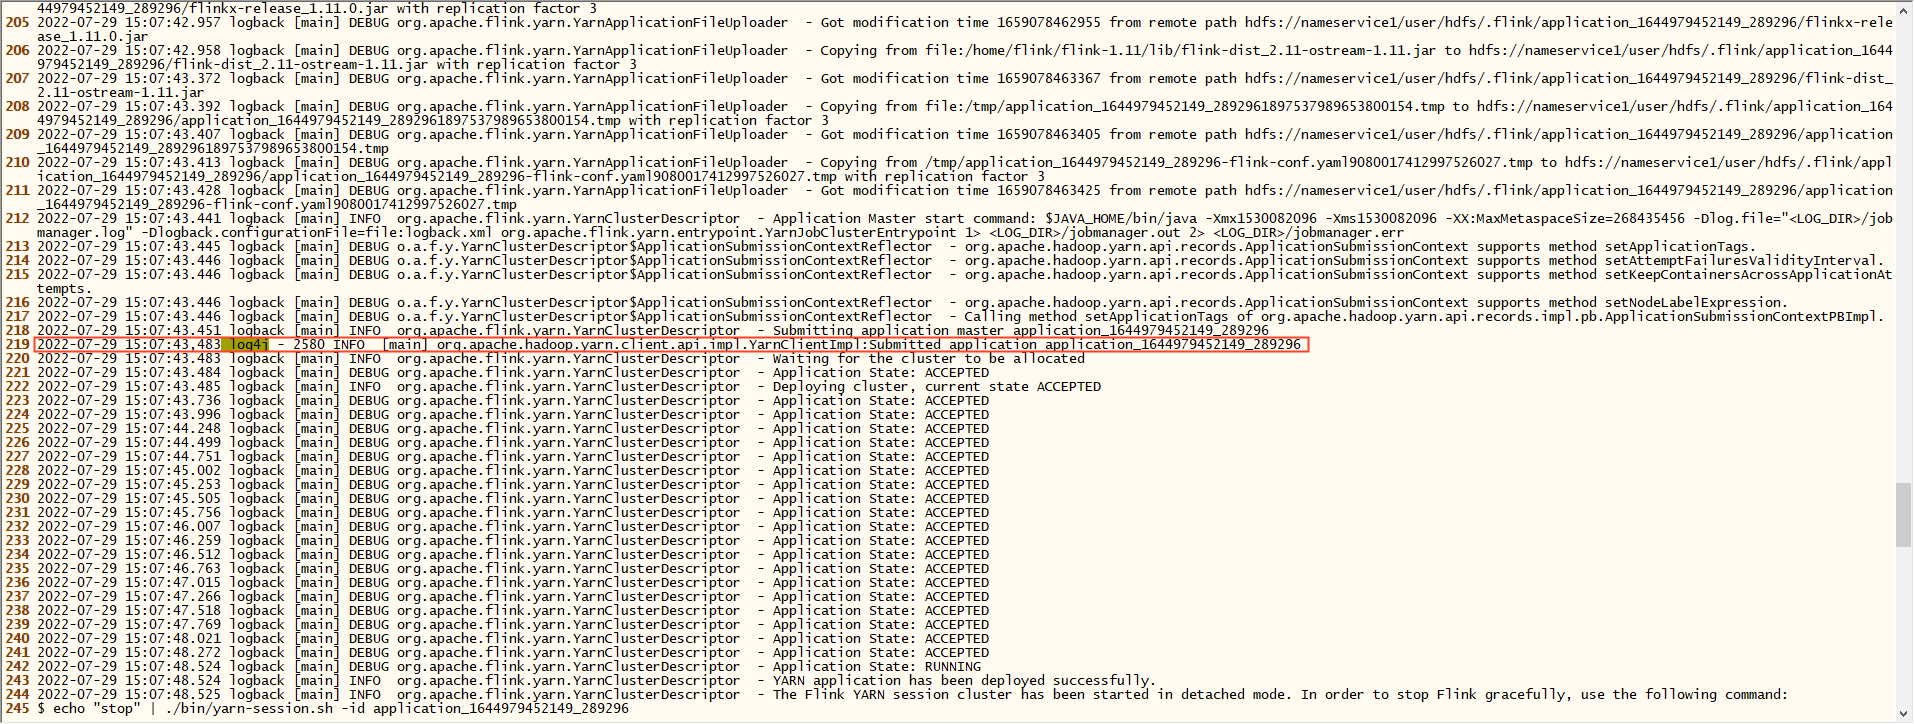 44979452149_289296/flinkx-release_1.11.0.jar with replication factor 3
205 2022-07-29 15:07:42.957 logback [main] DEBUG org.apache.flink.yarn.YarnApplicationFileUploader  - Got modification time 1659078462955 from remote path hdfs://nameservice1/user/hdfs/.flink/application_1644979452149_289296/flinkx-rele
ase_1.11.0.jar
206 2022-07-29 15:07:42.958 logback [main] DEBUG org.apache.flink.yarn.YarnApplicationFileUploader  - Copying from file:/home/flink/flink-1.11/lib/flink-dist_2.11-ostream-1.11.jar to hdfs://nameservice1/user/hdfs/.flink/application_1644
979452149_289296/flink-dist_2.11-ostream-1.11.jar with replication factor 3
207 2022-07-29 15:07:43.372 logback [main] DEBUG org.apache.flink.yarn.YarnApplicationFileUploader  - Got modification time 1659078463367 from remote path hdfs://nameservice1/user/hdfs/.flink/application_1644979452149_289296/flink-dist_
2.11-ostream-1.11.jar
208 2022-07-29 15:07:43.392 logback [main] DEBUG org.apache.flink.yarn.YarnApplicationFileUploader  - Copying from file:/tmp/application_1644979452149_2892961897537989653800154.tmp to hdfs://nameservice1/user/hdfs/.flink/application_164
4979452149_289296/application_1644979452149_2892961897537989653800154.tmp with replication factor 3
209 2022-07-29 15:07:43.407 logback [main] DEBUG org.apache.flink.yarn.YarnApplicationFileUploader  - Got modification time 1659078463405 from remote path hdfs://nameservice1/user/hdfs/.flink/application_1644979452149_289296/application
_1644979452149_2892961897537989653800154.tmp
210 2022-07-29 15:07:43.413 logback [main] DEBUG org.apache.flink.yarn.YarnApplicationFileUploader  - Copying from /tmp/application_1644979452149_289296-flink-conf.yaml9080017412997526027.tmp to hdfs://nameservice1/user/hdfs/.flink/appl
ication_1644979452149_289296/application_1644979452149_289296-flink-conf.yaml9080017412997526027.tmp with replication factor 3
211 2022-07-29 15:07:43.428 logback [main] DEBUG org.apache.flink.yarn.YarnApplicationFileUploader  - Got modification time 1659078463425 from remote path hdfs://nameservice1/user/hdfs/.flink/application_1644979452149_289296/application
_1644979452149_289296-flink-conf.yaml9080017412997526027.tmp
212 2022-07-29 15:07:43.441 logback [main] INFO  org.apache.flink.yarn.YarnClusterDescriptor  - Application Master start command: $JAVA_HOME/bin/java -Xmx1530082096 -Xms1530082096 -XX:MaxMetaspaceSize=268435456 -Dlog.file="<LOG_DIR>/job
manager.log" -Dlogback.configurationFile=file:logback.xml org.apache.flink.yarn.entrypoint.YarnJobClusterEntrypoint 1> <LOG_DIR>/jobmanager.out 2> <LOG_DIR>/jobmanager.err
213 2022-07-29 15:07:43.445 logback [main] DEBUG o.a.f.y.YarnClusterDescriptor$ApplicationSubmissionContextReflector  - org.apache.hadoop.yarn.api.records.ApplicationSubmissionContext supports method setApplicationTags.
214 2022-07-29 15:07:43.446 logback [main] DEBUG o.a.f.y.YarnClusterDescriptor$ApplicationSubmissionContextReflector  - org.apache.hadoop.yarn.api.records.ApplicationSubmissionContext supports method setAttemptFailuresValidityInterval.
215 2022-07-29 15:07:43.446 logback [main] DEBUG o.a.f.y.YarnClusterDescriptor$ApplicationSubmissionContextReflector  - org.apache.hadoop.yarn.api.records.ApplicationSubmissionContext supports method setKeepContainersAcrossApplicationAt
tempts.
216 2022-07-29 15:07:43.446 logback [main] DEBUG o.a.f.y.YarnClusterDescriptor$ApplicationSubmissionContextReflector  - org.apache.hadoop.yarn.api.records.ApplicationSubmissionContext supports method setNodeLabelExpression.
217 2022-07-29 15:07:43.446 logback [main] DEBUG o.a.f.y.YarnClusterDescriptor$ApplicationSubmissionContextReflector  - Calling method setApplicationTags of org.apache.hadoop.yarn.api.records.impl.pb.ApplicationSubmissionContextPBImpl.
218 2022-07-29 15:07:43.451 logback [main] INFO  org.apache.flink.yarn.YarnClusterDescriptor  - Submitting application master application_1644979452149_289296
219 2022-07-29 15:07:43,483 log4j - 2580 INFO  [main] org.apache.hadoop.yarn.client.api.impl.YarnClientImpl:Submitted application application_1644979452149_289296
220 2022-07-29 15:07:43.483 logback [main] INFO  org.apache.flink.yarn.YarnClusterDescriptor  - Waiting for the cluster to be allocated
221 2022-07-29 15:07:43.484 logback [main] DEBUG org.apache.flink.yarn.YarnClusterDescriptor  - Application State: ACCEPTED
222 2022-07-29 15:07:43.485 logback [main] INFO  org.apache.flink.yarn.YarnClusterDescriptor  - Deploying cluster, current state ACCEPTED
223 2022-07-29 15:07:43.736 logback [main] DEBUG org.apache.flink.yarn.YarnClusterDescriptor  - Application State: ACCEPTED
224 2022-07-29 15:07:43.996 logback [main] DEBUG org.apache.flink.yarn.YarnClusterDescriptor  - Application State: ACCEPTED
225 2022-07-29 15:07:44.248 logback [main] DEBUG org.apache.flink.yarn.YarnClusterDescriptor  - Application State: ACCEPTED
226 2022-07-29 15:07:44.499 logback [main] DEBUG org.apache.flink.yarn.YarnClusterDescriptor  - Application State: ACCEPTED
227 2022-07-29 15:07:44.751 logback [main] DEBUG org.apache.flink.yarn.YarnClusterDescriptor  - Application State: ACCEPTED
228 2022-07-29 15:07:45.002 logback [main] DEBUG org.apache.flink.yarn.YarnClusterDescriptor  - Application State: ACCEPTED
229 2022-07-29 15:07:45.253 logback [main] DEBUG org.apache.flink.yarn.YarnClusterDescriptor  - Application State: ACCEPTED
230 2022-07-29 15:07:45.505 logback [main] DEBUG org.apache.flink.yarn.YarnClusterDescriptor  - Application State: ACCEPTED
231 2022-07-29 15:07:45.756 logback [main] DEBUG org.apache.flink.yarn.YarnClusterDescriptor  - Application State: ACCEPTED
232 2022-07-29 15:07:46.007 logback [main] DEBUG org.apache.flink.yarn.YarnClusterDescriptor  - Application State: ACCEPTED
233 2022-07-29 15:07:46.259 logback [main] DEBUG org.apache.flink.yarn.YarnClusterDescriptor  - Application State: ACCEPTED
234 2022-07-29 15:07:46.512 logback [main] DEBUG org.apache.flink.yarn.YarnClusterDescriptor  - Application State: ACCEPTED
235 2022-07-29 15:07:46.763 logback [main] DEBUG org.apache.flink.yarn.YarnClusterDescriptor  - Application State: ACCEPTED
236 2022-07-29 15:07:47.015 logback [main] DEBUG org.apache.flink.yarn.YarnClusterDescriptor  - Application State: ACCEPTED
237 2022-07-29 15:07:47.266 logback [main] DEBUG org.apache.flink.yarn.YarnClusterDescriptor  - Application State: ACCEPTED
238 2022-07-29 15:07:47.518 logback [main] DEBUG org.apache.flink.yarn.YarnClusterDescriptor  - Application State: ACCEPTED
239 2022-07-29 15:07:47.769 logback [main] DEBUG org.apache.flink.yarn.YarnClusterDescriptor  - Application State: ACCEPTED
240 2022-07-29 15:07:48.021 logback [main] DEBUG org.apache.flink.yarn.YarnClusterDescriptor  - Application State: ACCEPTED
241 2022-07-29 15:07:48.272 logback [main] DEBUG org.apache.flink.yarn.YarnClusterDescriptor  - Application State: ACCEPTED
242 2022-07-29 15:07:48.524 logback [main] DEBUG org.apache.flink.yarn.YarnClusterDescriptor  - Application State: RUNNING
243 2022-07-29 15:07:48.524 logback [main] INFO  org.apache.flink.yarn.YarnClusterDescriptor  - YARN application has been deployed successfully.
244 2022-07-29 15:07:48.525 logback [main] INFO  org.apache.flink.yarn.YarnClusterDescriptor  - The Flink YARN session cluster has been started in detached mode. In order to stop Flink gracefully, use the following command:
245 $ echo "stop" | ./bin/yarn-session.sh -id application_1644979452149_289296